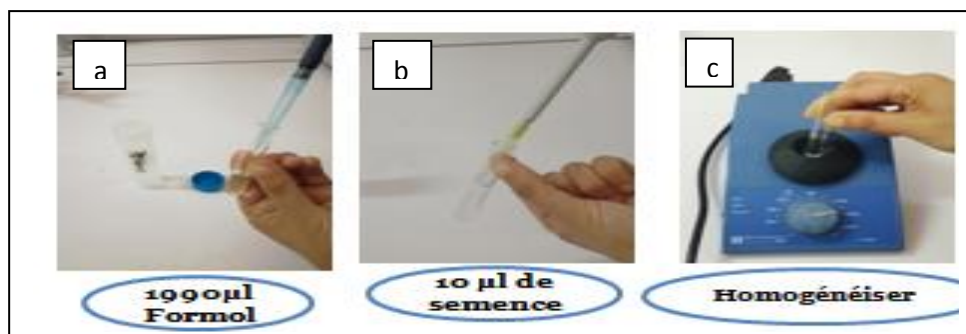 a
b
c
1990µl
Formol
10 µl de
semence
Homogénéiser